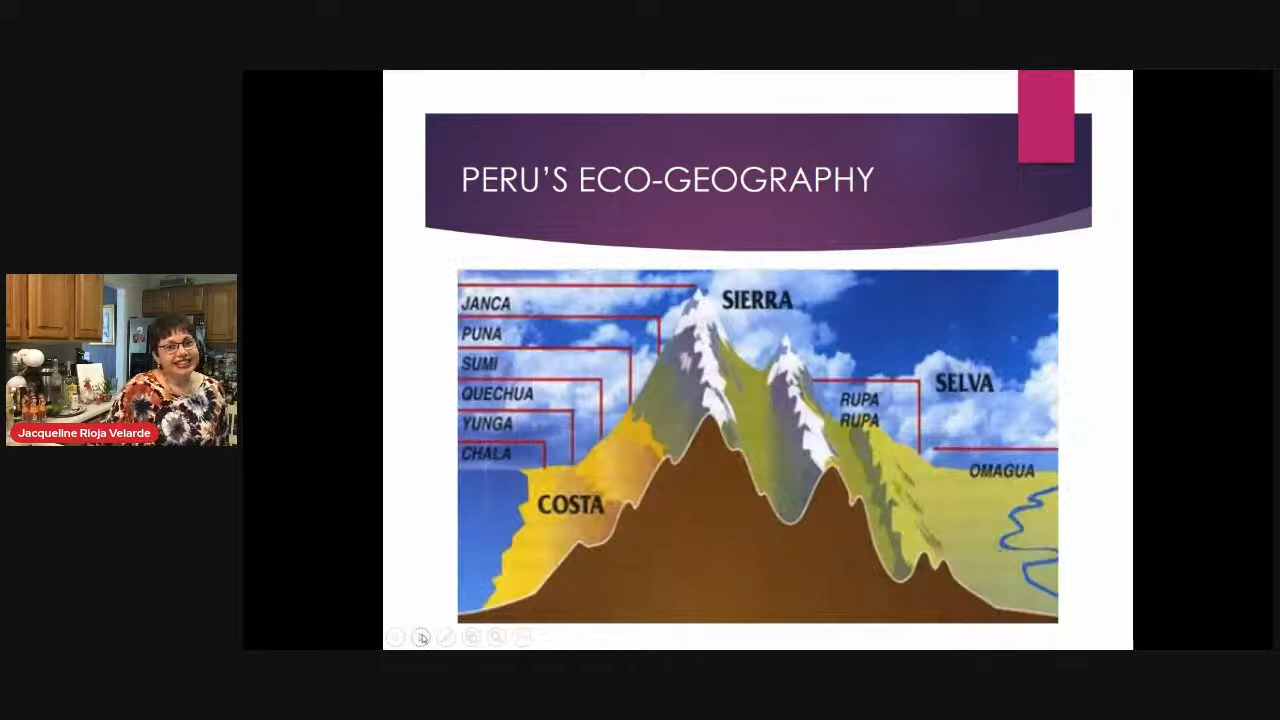 PERU'S ECO-GEOGRAPHY
JANCA
SIERRA
PUNA
SUMI
SELVA
QUECHUA
RUPA
RUPA
YUNGA
CHALA
OMAGUA
COSTA
Jacqueline Rioja Velarde